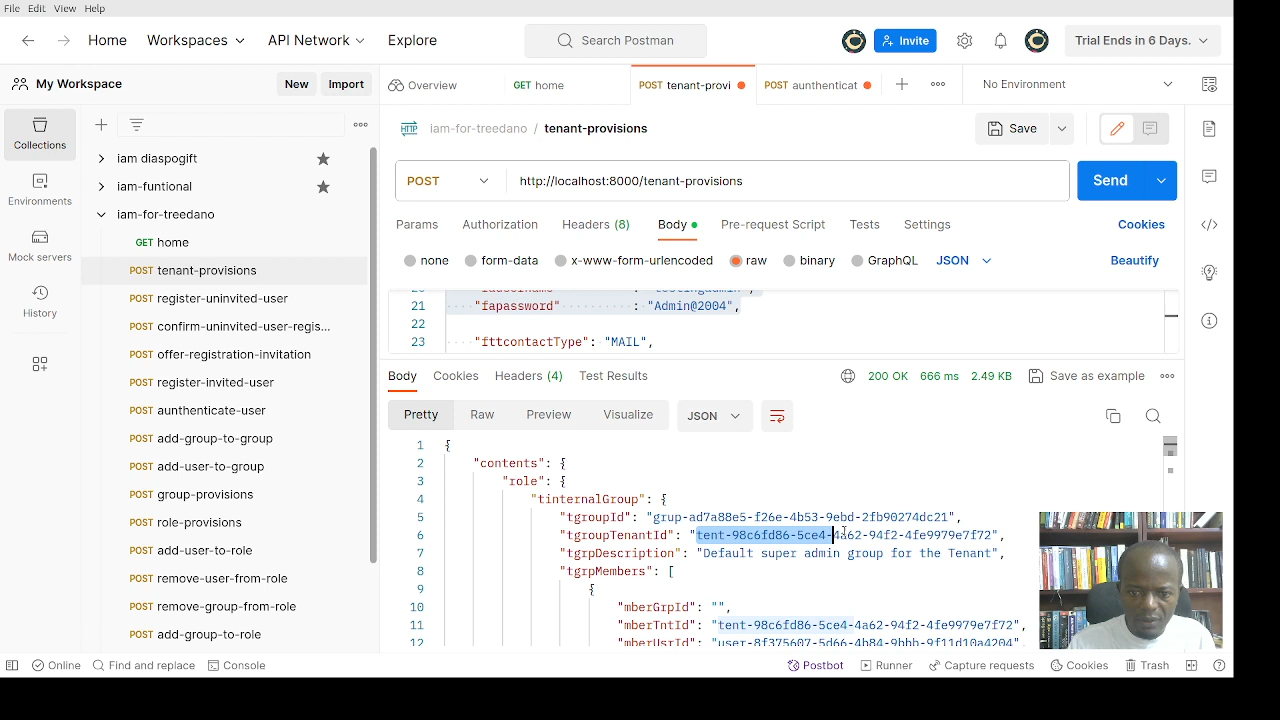 File Edit View Help
Home Workspaces API Network Explore Search Postman Invite Trial Ends in 6 Days.
My Workspace New Import Overview GET home POST tenant-provi POST aunthenticat No Environment
Collections
Environments
Mock servers
History
iam diaspogift
iam-funtional
iam-for-treedano
GET home
POST tenant-provisions
POST register-uninvited-user
POST confirm-uninvited-user-regis...
POST offer-registration-invitation
POST register-invited-user
POST aunthenticate-user
POST add-group-to-group
POST add-user-to-group
POST group-provisions
POST role-provisions
POST add-user-to-role
POST remove-user-from-role
POST remove-group-from-role
POST add-group-to-role
HTTP iam-for-treedano / tenant-provisions Save
POST http://localhost:8000/tenant-provisions Send
Params Authorization Headers (8) Body Pre-request Script Tests Settings Cookies
none form-data x-www-form-urlencoded raw binary GraphQL JSON Beautify
21 "fapassword" : "Admin@2004",
22
23 "fttcontactType": "MAIL",
Body Cookies Headers (4) Test Results 200 OK 666 ms 2.49 KB Save as example
Pretty Raw Preview Visualize JSON
1 {
2 "contents": {
3 "role": {
4 "tinternalGroup": {
5 "tgroupId": "grup-ad7a88e5-f26e-4b53-9ebd-2fb90274dc21",
6 "tgroupTenantId": "tent-98c6fd86-5ce4-4a62-94f2-4fe9979e7f72",
7 "tgrpDescription": "Default super admin group for the Tenant",
8 "tgrpMembers": [
9 {
10 "mberGrpId": "",
11 "mberTntId": "tent-98c6fd86-5ce4-4a62-94f2-4fe9979e7f72",
12 "mberUsrId": "user-8f375607-5d66-4b84-9bbb-9f11d10a4204",
Online Find and replace Console Postbot Runner Capture requests Cookies Trash